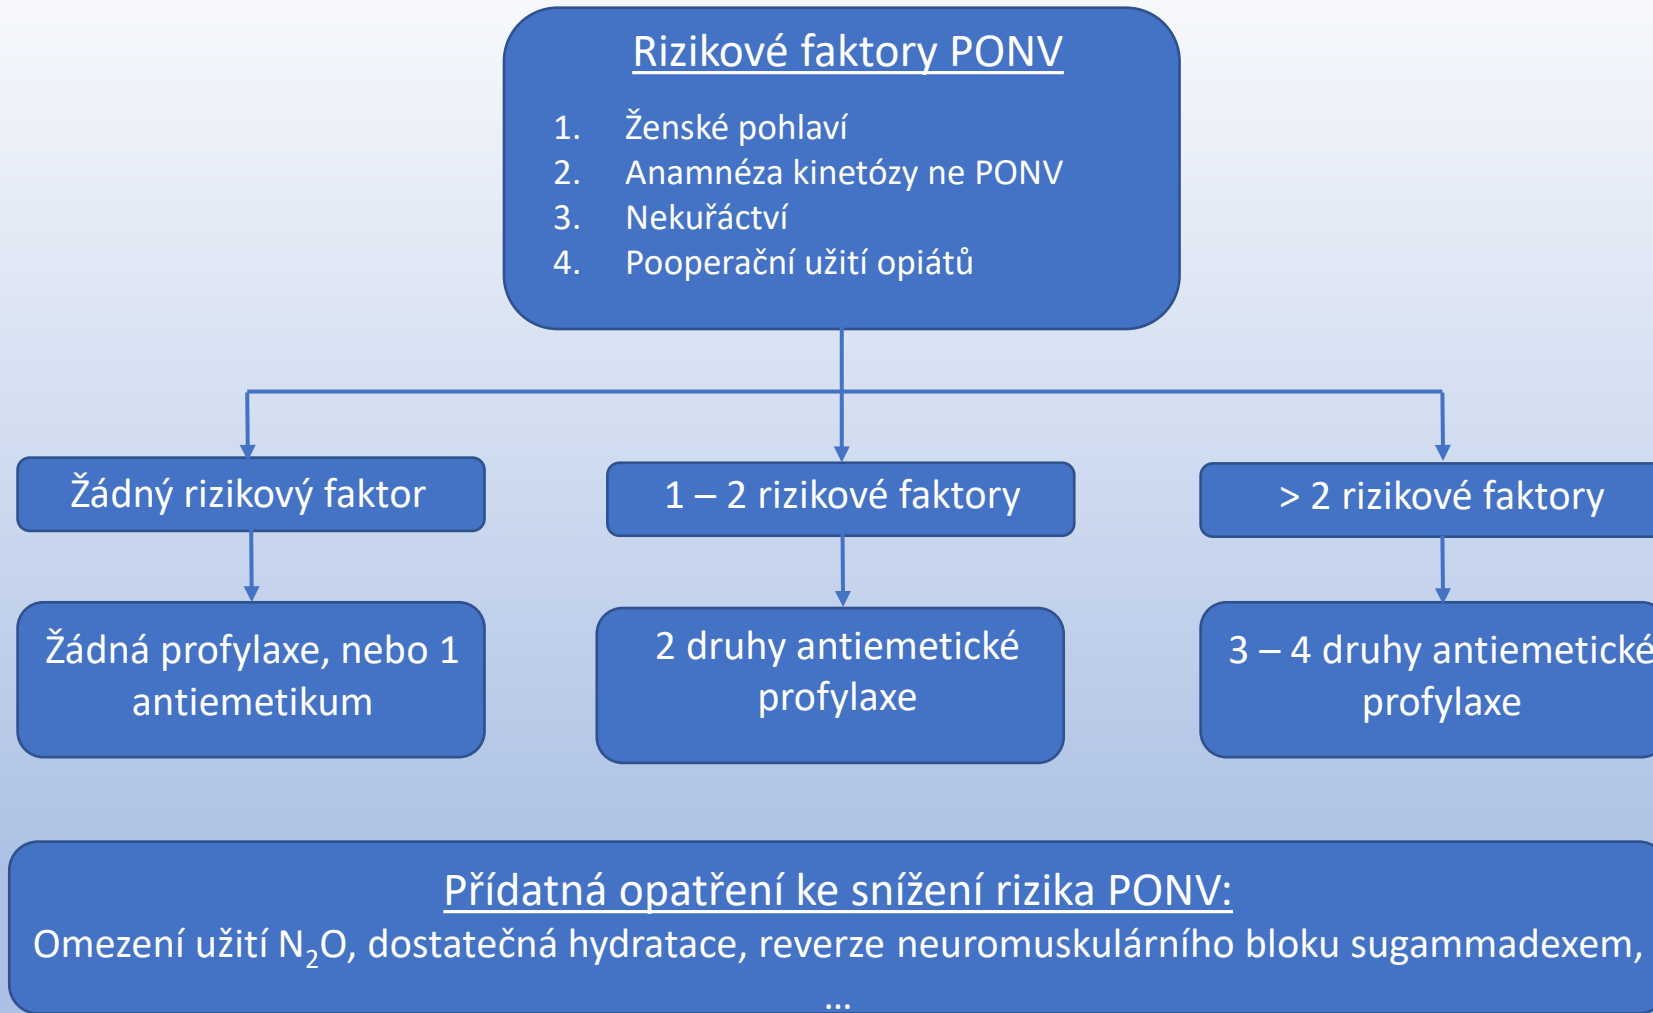 Rizikové faktory PONV
1. Ženské pohlaví
2. Anamnéza kinetózy ne PONV
3. Nekuřáctví
4. Pooperační užití opiátů
Žádný rizikový faktor
1 – 2 rizikové faktory
> 2 rizikové faktory
Žádná profylaxe, nebo 1
antiemetikum
2 druhy antiemetické
profylaxe
3 – 4 druhy antiemetické
profylaxe
Přídatná opatření ke snížení rizika PONV:
Omezení užití N₂O, dostatečná hydratace, reverze neuromuskulárního bloku sugammadexem,
...